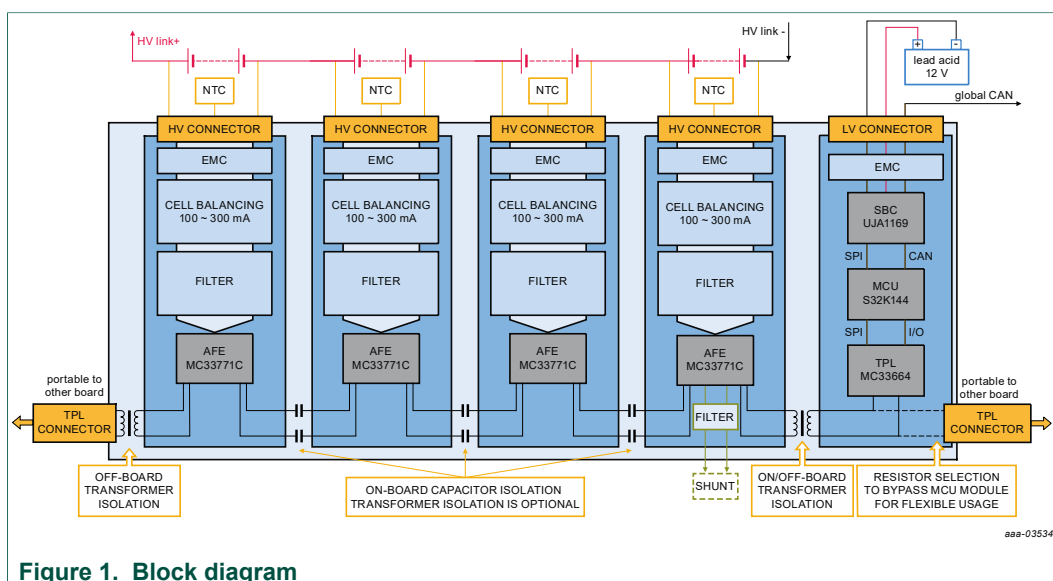 HV link+
HV link -
+
-
lead acid
12 V
NTC
NTC
NTC
NTC
global CAN
HV CONNECTOR
HV CONNECTOR
HV CONNECTOR
HV CONNECTOR
LV CONNECTOR
EMC
EMC
EMC
EMC
EMC
CELL BALANCING
100 ~ 300 mA
CELL BALANCING
100 ~ 300 mA
CELL BALANCING
100 ~ 300 mA
CELL BALANCING
100 ~ 300 mA
SBC
UJA1169
SPI
CAN
FILTER
FILTER
FILTER
FILTER
MCU
S32K144
SPI
I/O
AFE
MC33771C
AFE
MC33771C
AFE
MC33771C
AFE
MC33771C
TPL
MC33664
portable to
other board
portable to
other board
TPL
CONNECTOR
FILTER
TPL
CONNECTOR
OFF-BOARD
TRANSFORMER
ISOLATION
ON-BOARD CAPACITOR ISOLATION
TRANSFORMER ISOLATION IS OPTIONAL
SHUNT
ON/OFF-BOARD
TRANSFORMER
ISOLATION
RESISTOR SELECTION
TO BYPASS MCU MODULE
FOR FLEXIBLE USAGE
aaa-03534
Figure 1. Block diagram